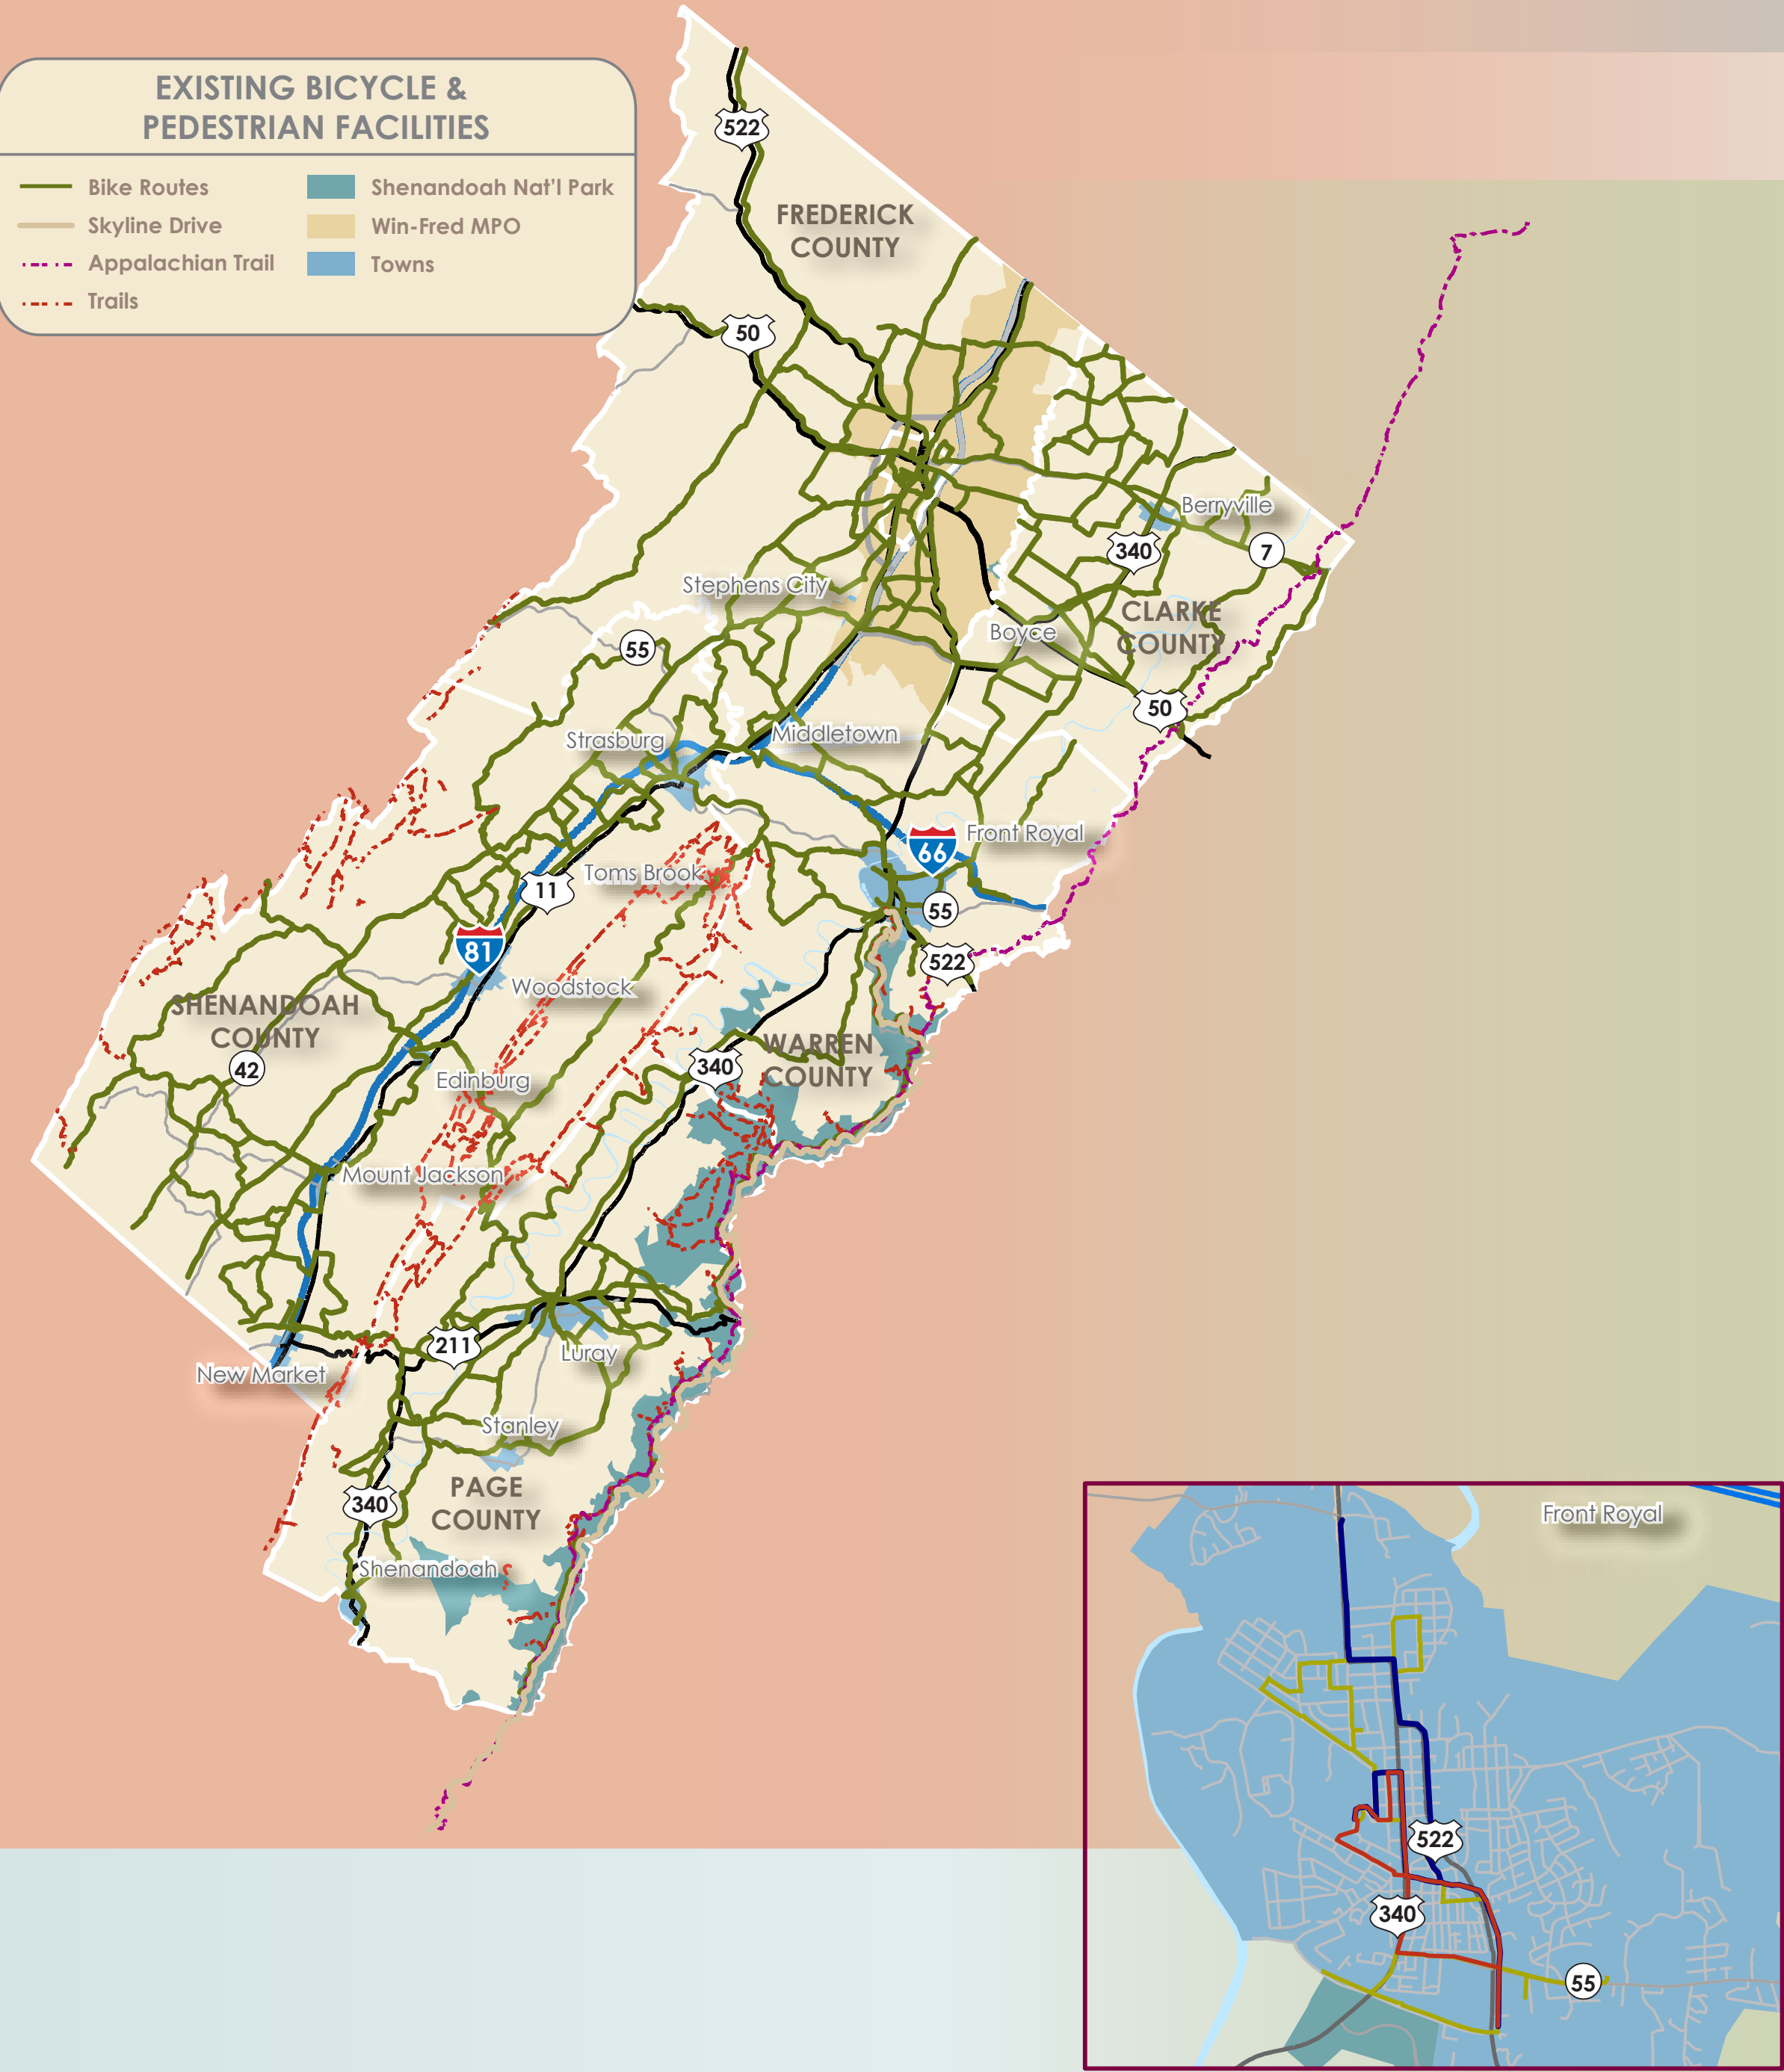 EXISTING BICYCLE &
PEDESTRIAN FACILITIES
Bike Routes
Skyline Drive
Appalachian Trail
Trails
Shenandoah Nat'l Park
Win-Fred MPO
Towns
522
FREDERICK
COUNTY
50
Berryville
340
7
Stephens City
CLARKE
COUNTY
Boyce
55
50
Strasburg
Middletown
Front Royal
66
Toms Brook
11
55
81
522
Woodstock
SHENANDOAH
COUNTY
WARREN
COUNTY
42
340
Edinburg
Mount Jackson
211
Luray
New Market
Stanley
PAGE
COUNTY
340
Shenandoah
Front Royal
522
340
55